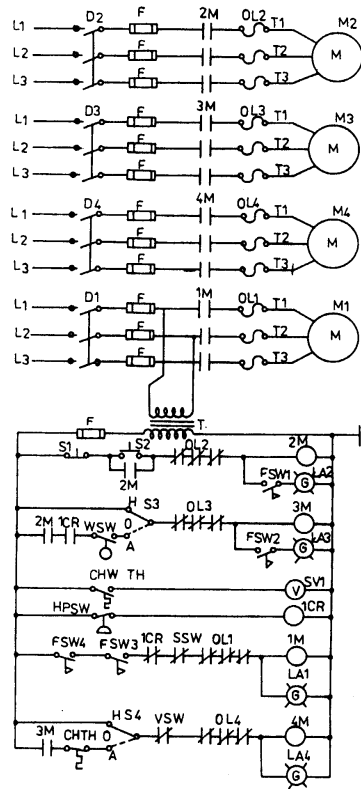 D2 F 2M OL2 M2
L1 T1
L2 T2 M
L3 T3
D3 F 3M OL3 M3
L1 F T1
L2 F T2 M
L3 F T3
D4 F 4M OL4 M4
L1 T1
L2 F T2 M
L3 F T3
D1 F 1M OL1 M1
L1 T1
L2 F T2 M
L3 F T3
T.
F
S1 S2 OL2 2M
2M FSW1 G LA2
H S3 OL3 3M
2M 1CR WSW O A FSW2 G LA3
CHW TH V SV1
HPSW 1CR
FSW4 FSW3 1CR SSW OL1 1M
LA1
G
H S4 VSW OL4 4M
3M CHTH O A LA4
G